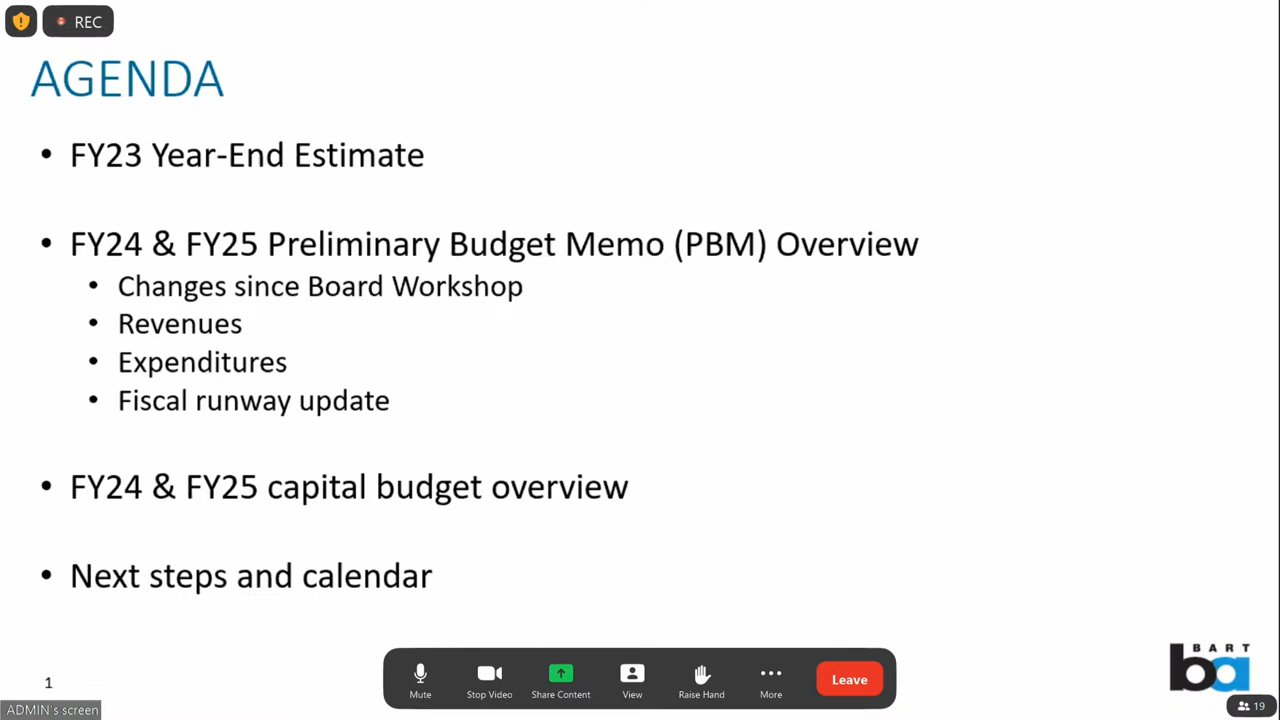 REC
AGENDA
• FY23 Year-End Estimate
• FY24 & FY25 Preliminary Budget Memo (PBM) Overview
• Changes since Board Workshop
• Revenues
• Expenditures
• Fiscal runway update
• FY24 & FY25 capital budget overview
• Next steps and calendar
BART
ba
1
Mute
Stop Video
Share Content
View
Raise Hand
More
Leave
ADMIN's screen
19